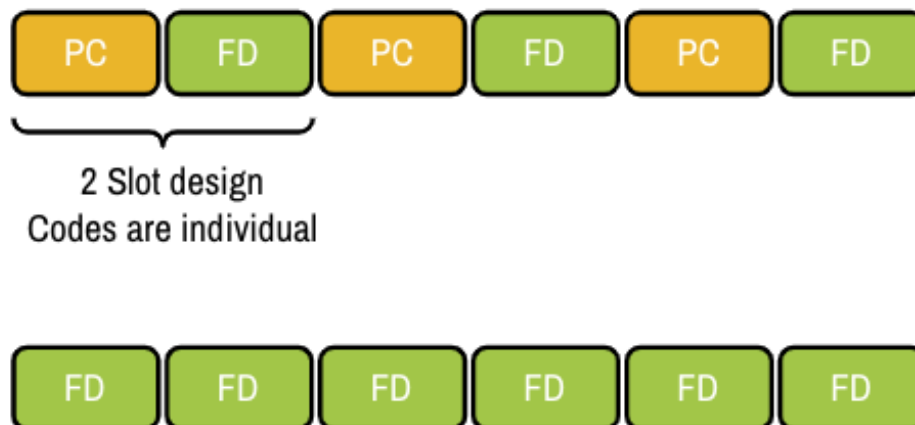 PC FD PC FD PC FD
2 Slot design
Codes are individual
FD FD FD FD FD FD